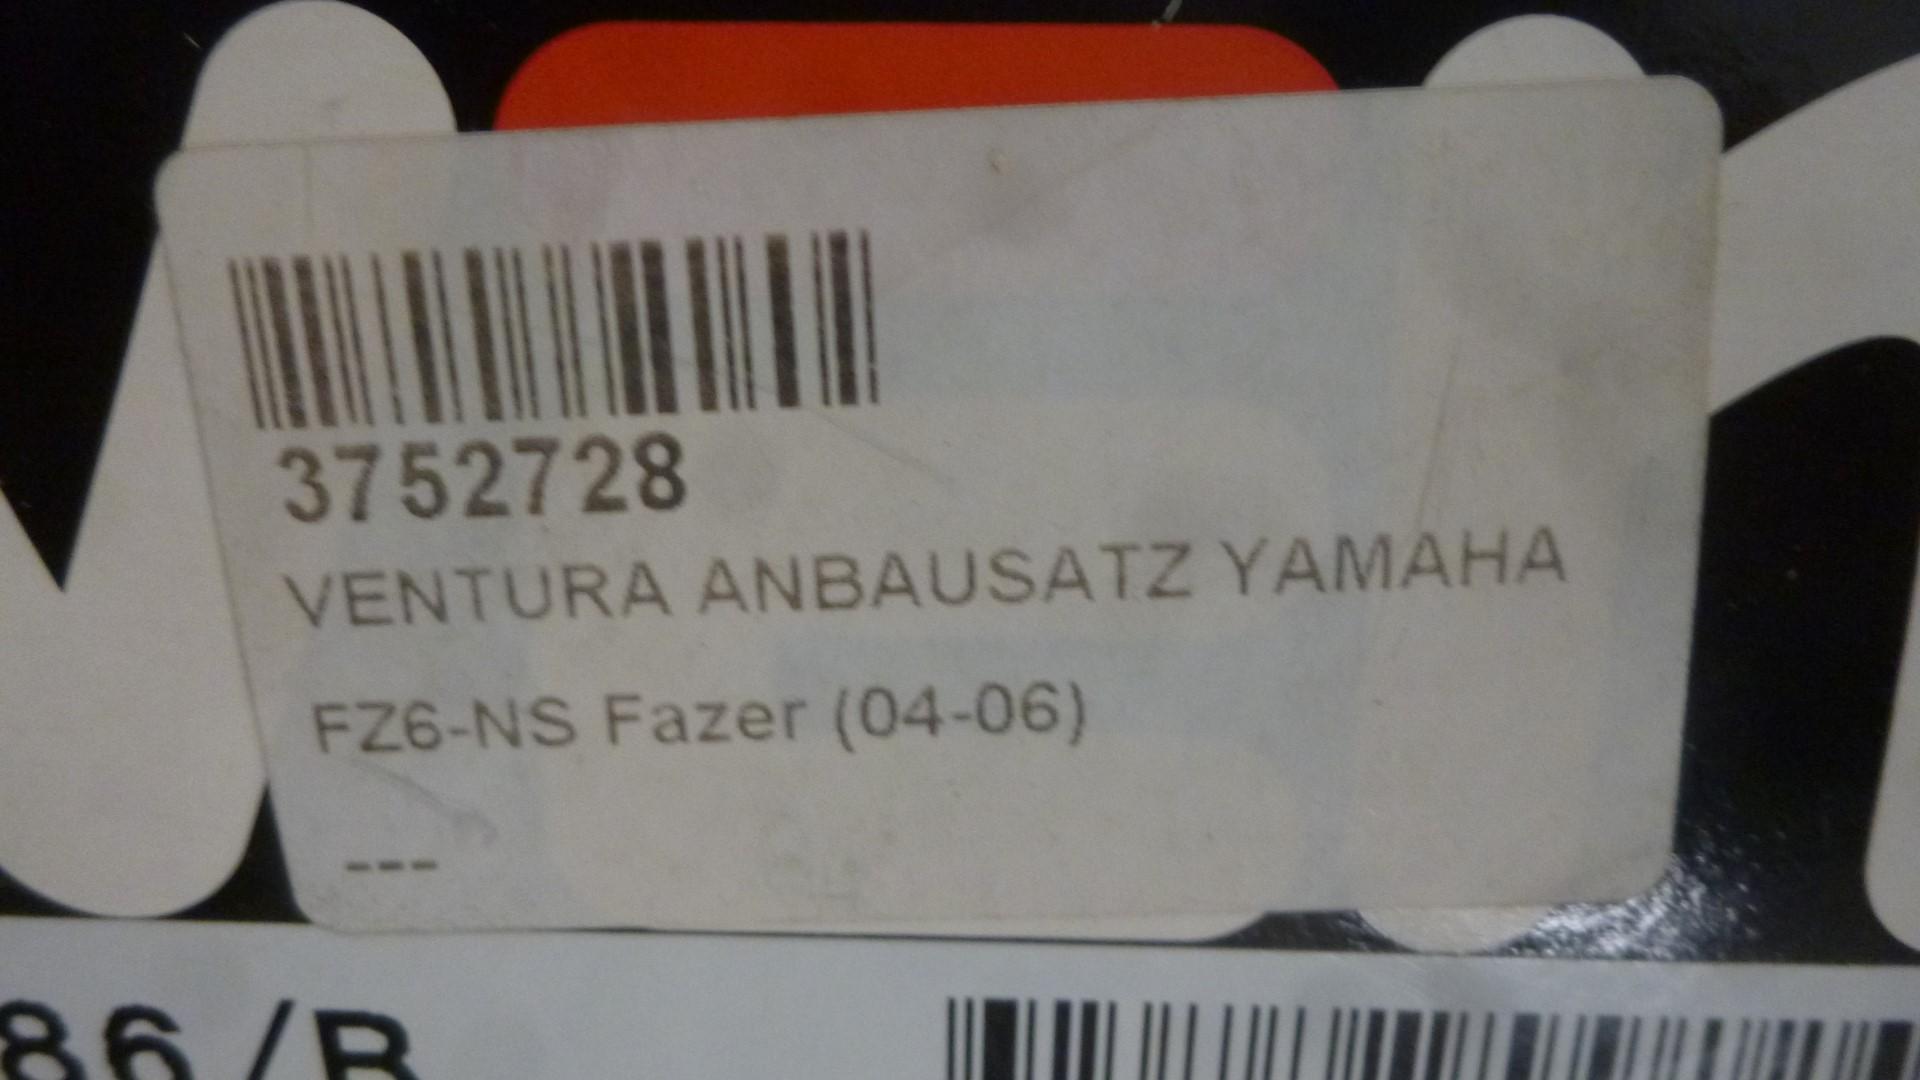 3752728
VENTURA ANBAUSATZ YAMAHA
FZ6-NS Fazer (04-06)
---
86/B